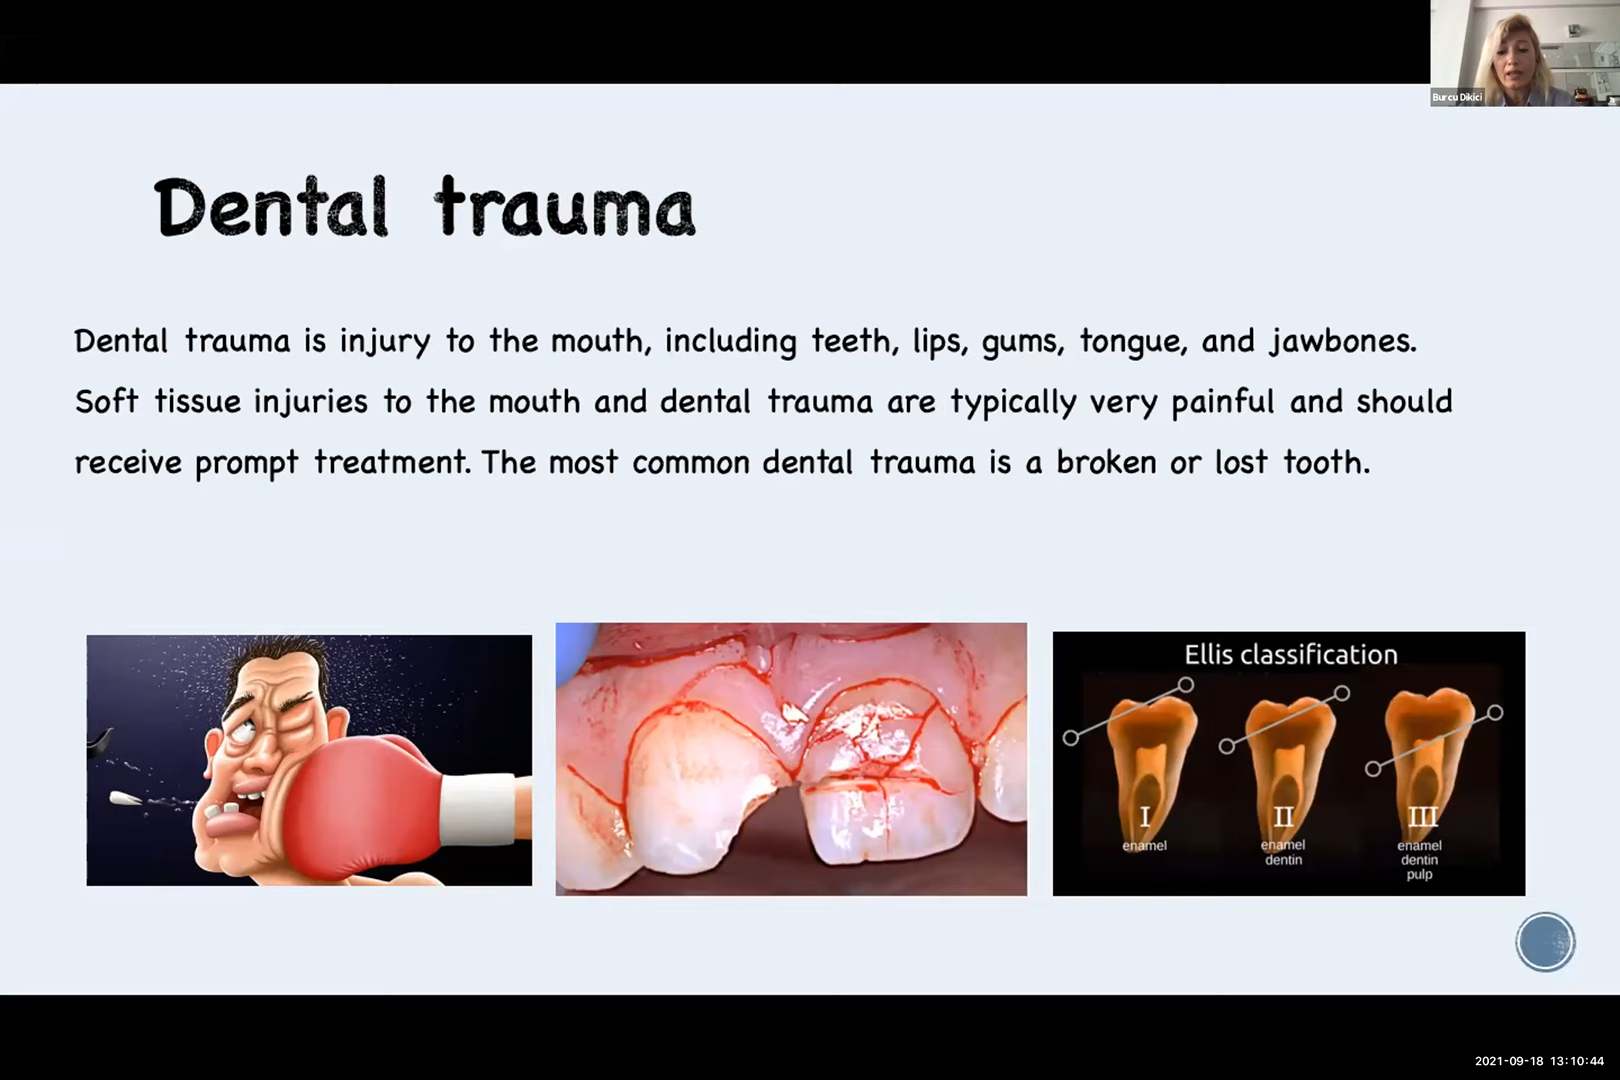 Burcu Dikici
Dental trauma
Dental trauma is injury to the mouth, including teeth, lips, gums, tongue, and jawbones.
Soft tissue injuries to the mouth and dental trauma are typically very painful and should
receive prompt treatment. The most common dental trauma is a broken or lost tooth.
Ellis classification
I
enamel
II
enamel
dentin
III
enamel
dentin
pulp
2021-09-18 13:10:44